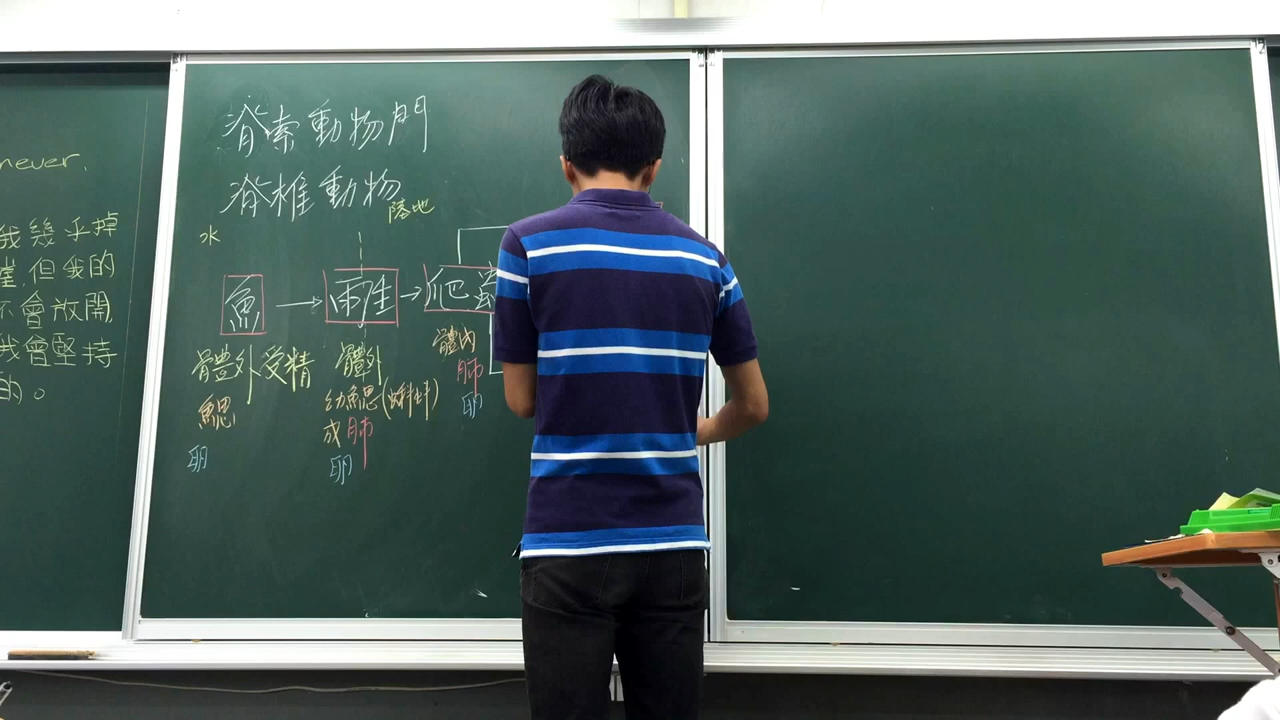 never.
我幾乎掉
但我的
不會放開
我會堅持
的。
脊索動物門
脊椎動物
陸地
水
魚 → 兩生 → 爬蟲
體外受精
鰓
卵
體外
幼鰓(蝌蚪)
成肺
卵
體內
肺
卵